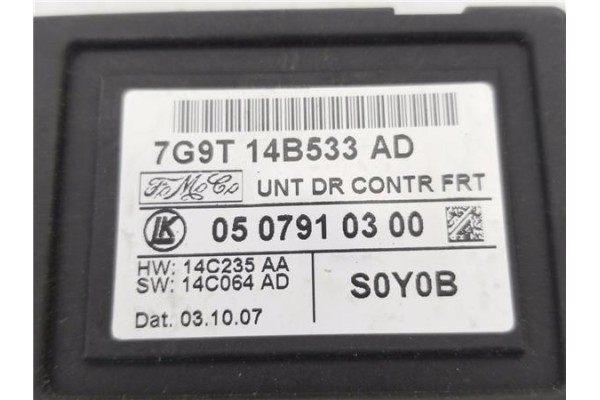 7G9T 14B533 AD
FoMoCo UNT DR CONTR FRT
LK 05 0791 03 00
HW: 14C235 AA
SW: 14C064 AD
S0Y0B
Dat. 03.10.07